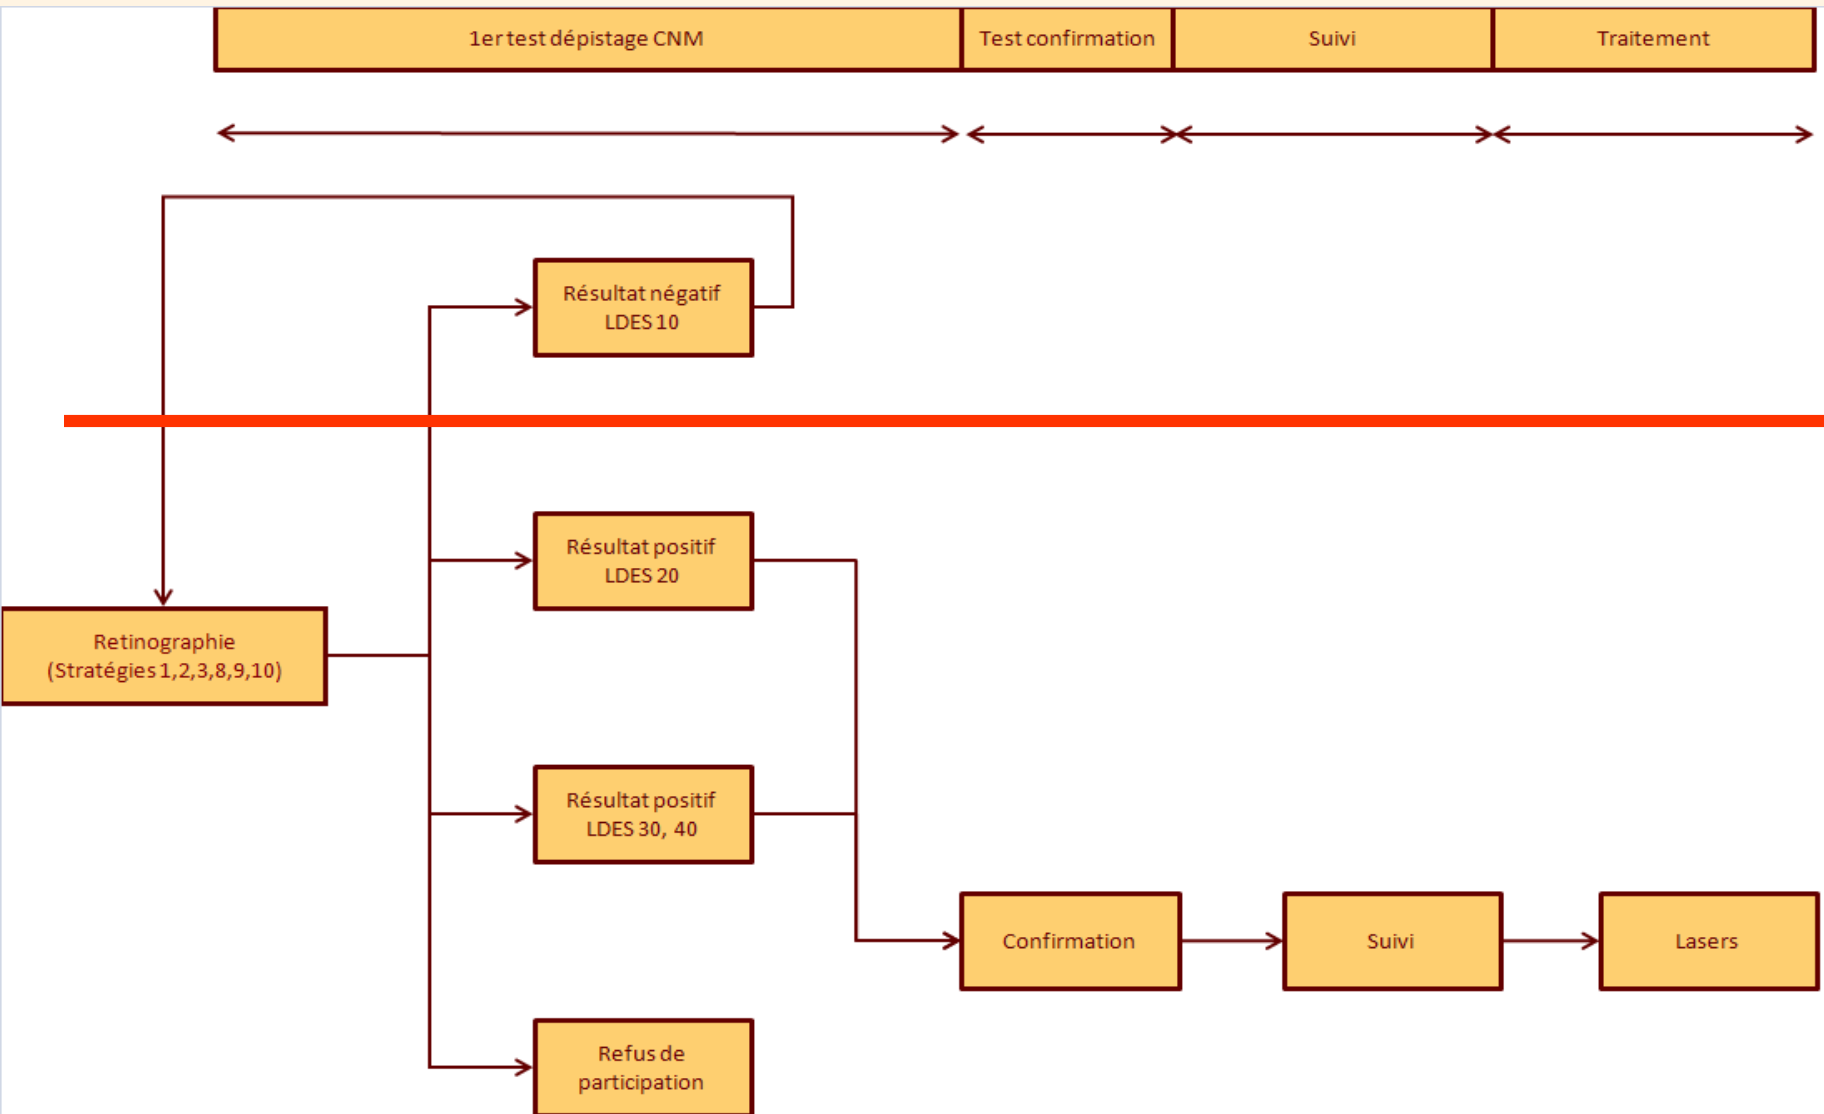 1er test dépistage CNM
Test confirmation
Suivi
Traitement
Résultat négatif
LDES 10
Résultat positif
LDES 20
Retinographie
(Stratégies 1,2,3,8,9,10)
Résultat positif
LDES 30, 40
Confirmation
Suivi
Lasers
Refus de
participation